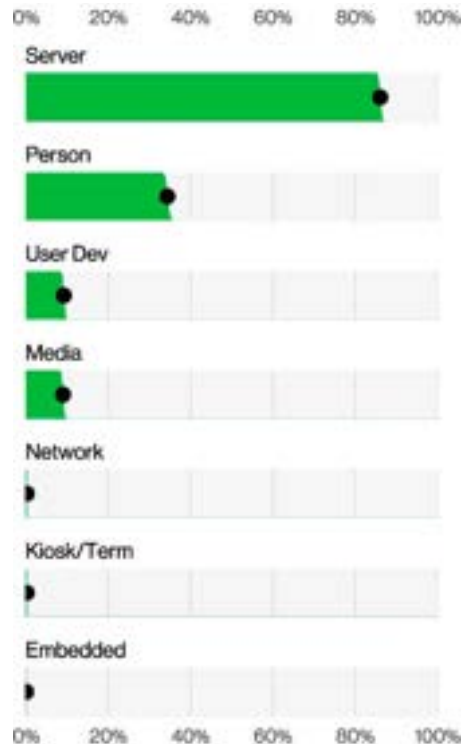 0% 20% 40% 60% 80% 100%
Server
Person
User Dev
Media
Network
Kiosk/Term
Embedded
0% 20% 40% 60% 80% 100%